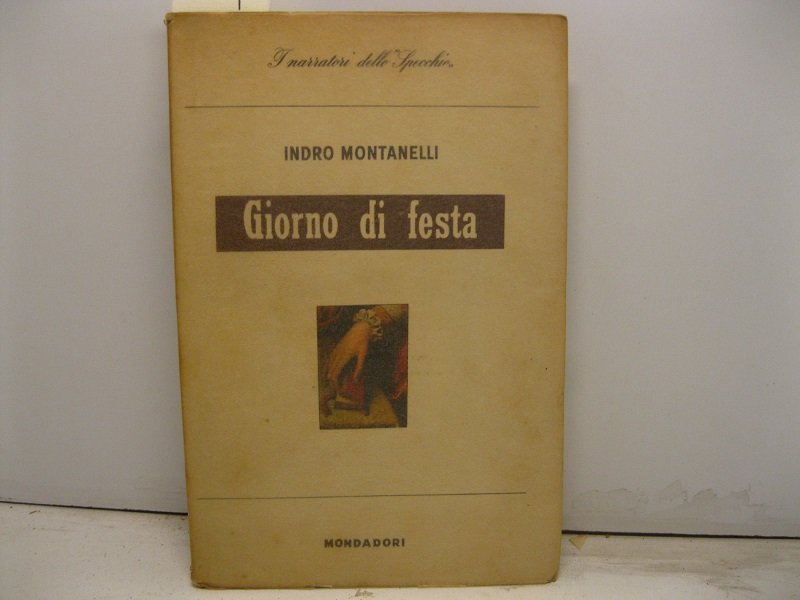 I narratori dello "Specchio„
INDRO MONTANELLI
Giorno di festa
MONDADORI